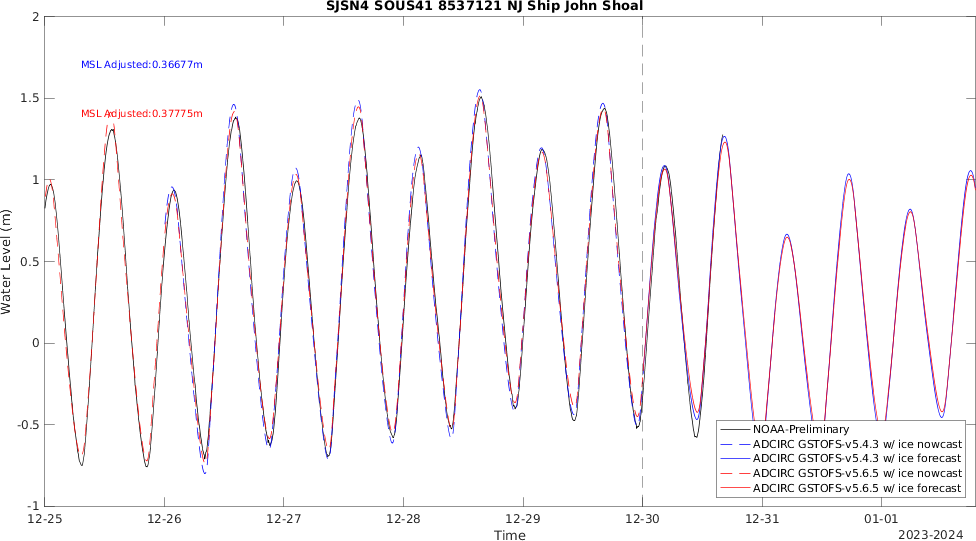 SJSN4 SOUS41 8537121 NJ Ship John Shoal
2
MSL Adjusted:0.36677m
1.5
MSL Adjusted:0.37775m
1
0.5
Water Level (m)
0
-0.5
-1
NOAA-Preliminary
ADCIRC GSTOFS-v5.4.3 w/ ice nowcast
ADCIRC GSTOFS-v5.4.3 w/ ice forecast
ADCIRC GSTOFS-v5.6.5 w/ ice nowcast
ADCIRC GSTOFS-v5.6.5 w/ ice forecast
12-25 12-26 12-27 12-28 12-29 12-30 12-31 01-01
Time
2023-2024